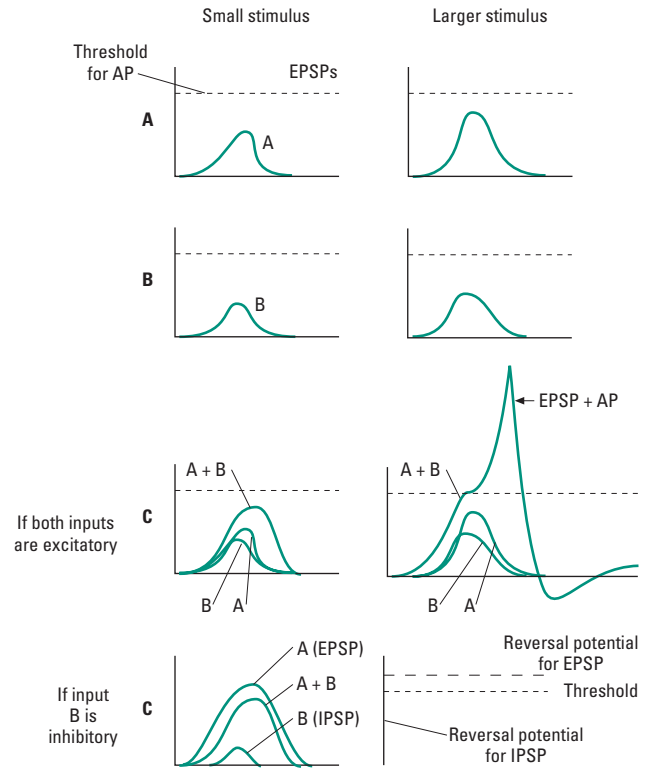 Small stimulus
Larger stimulus
Threshold
for AP
EPSPs
A
A
B
B
EPSP + AP
A + B
A + B
If both inputs
are excitatory
C
B
A
B
A
A (EPSP)
A + B
B (IPSP)
If input
B is
inhibitory
C
Reversal potential
for EPSP
Threshold
Reversal potential
for IPSP